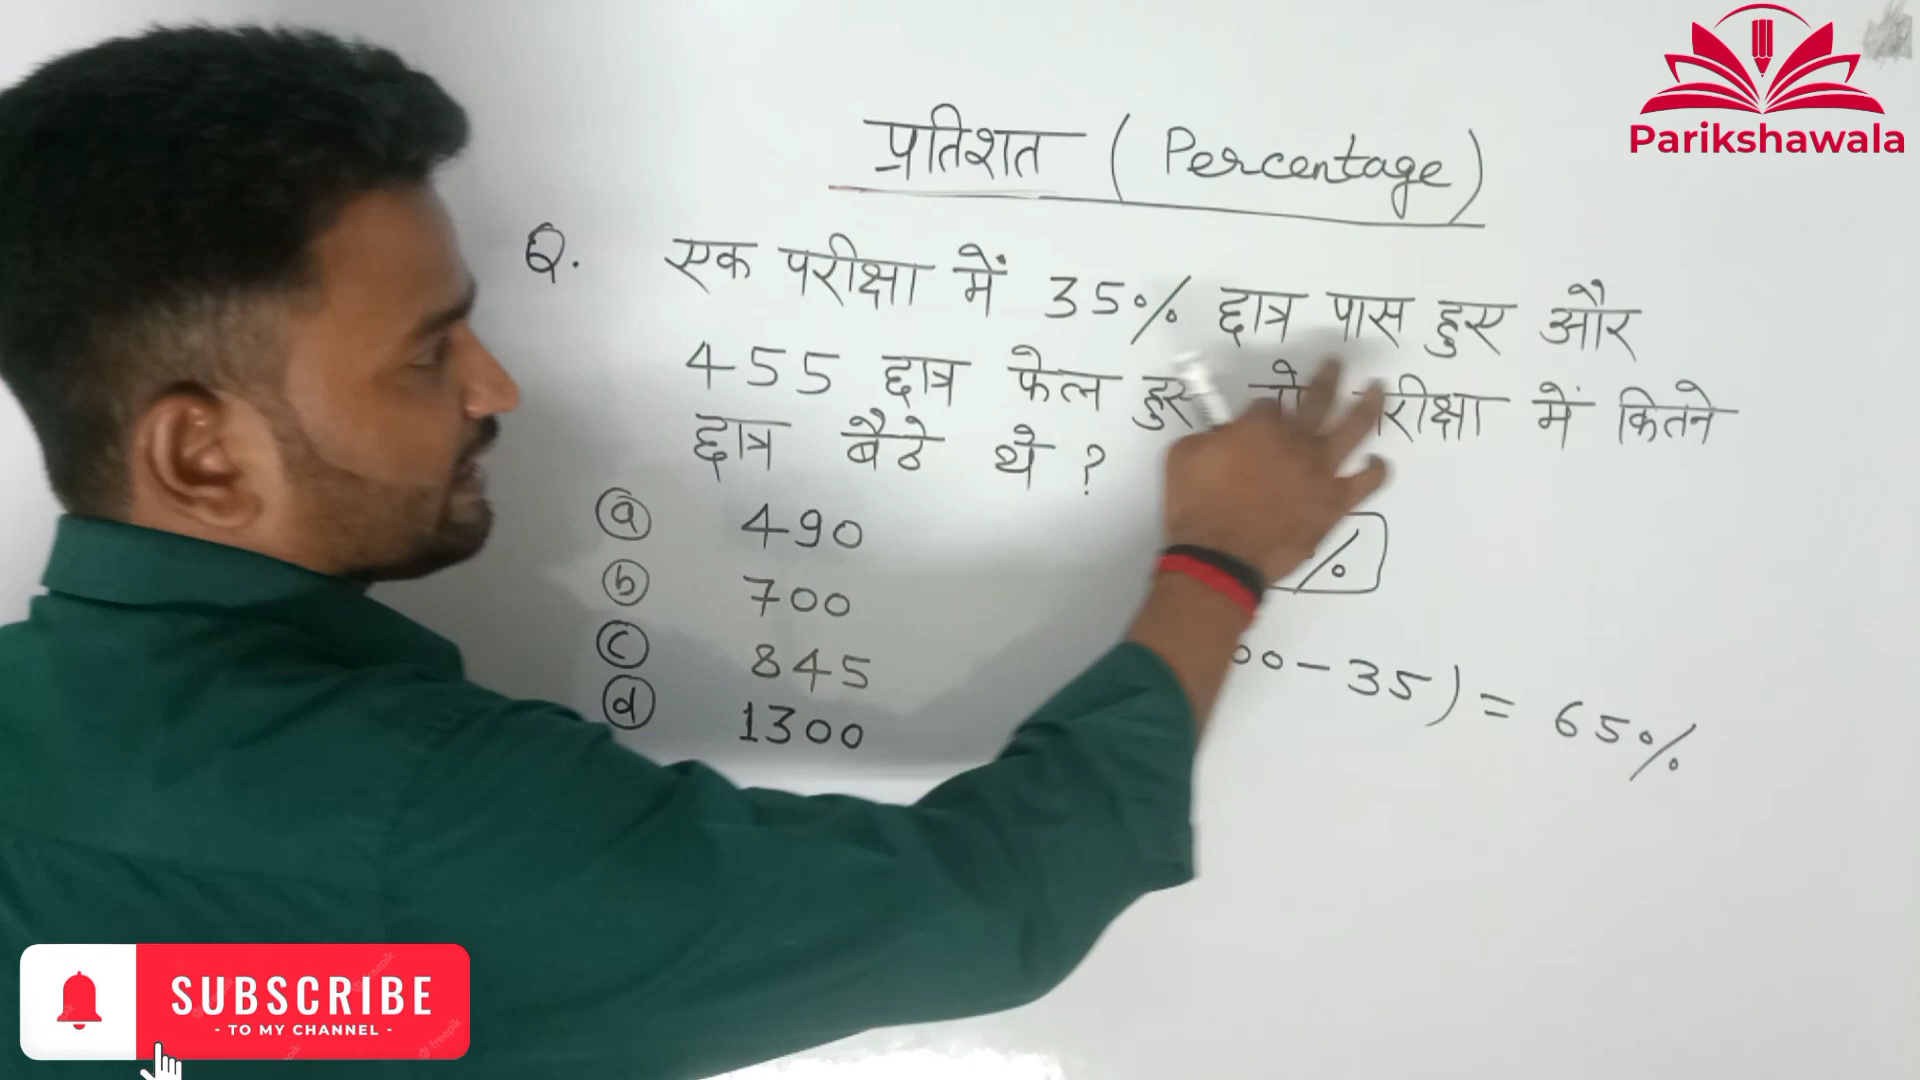 Parikshawala
प्रतिशत ( Percentage )
Q. एक परीक्षा में 35% छात्र पास हुए और
455 छात्र फेल हुए परीक्षा में कितने
छात्र बैठे थे ?
(a) 490
(b) 700
(c) 845
(d) 1300
%
00 - 35 ) = 65%
SUBSCRIBE
- TO MY CHANNEL -